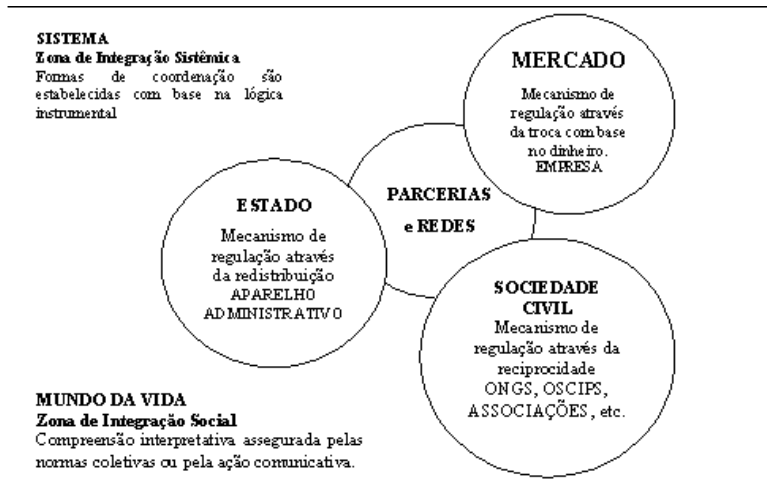 SISTEMA
Zona de Integração Sistêmica
Formas de coordenação são
estabelecidas com base na lógica
instrumental
MERCADO
Mecanismo de
regulação através
da troca com base
no dinheiro.
EMPRESA
PARCERIAS
e REDES
ESTADO
Mecanismo de
regulação através
da redistribuição
APARELHO
ADMINISTRATIVO
SOCIEDADE
CIVIL
Mecanismo de
regulação através da
reciprocidade
ONGS, OSCIPS,
ASSOCIAÇÕES, etc.
MUNDO DA VIDA
Zona de Integração Social
Compreensão interpretativa assegurada pelas
normas coletivas ou pela ação comunicativa.